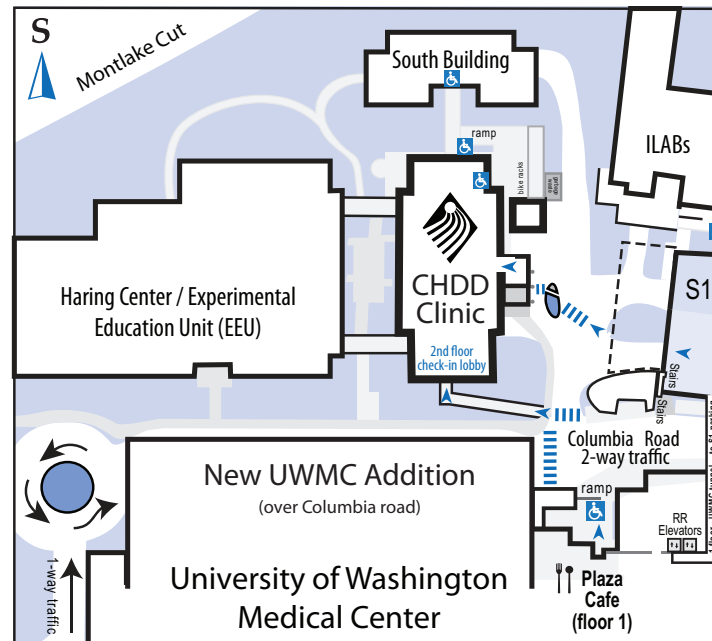 S
Montlake Cut
South Building
ramp
ILABs
bike racks
garbage
waste
CHDD
Clinic
Haring Center / Experimental
Education Unit (EEU)
2nd floor
check-in lobby
S1
Stairs
Stairs
Columbia Road
2-way traffic
New UWMC Addition
(over Columbia road)
ramp
RR
Elevators
1-way traffic
University of Washington
Medical Center
Plaza
Cafe
(floor 1)